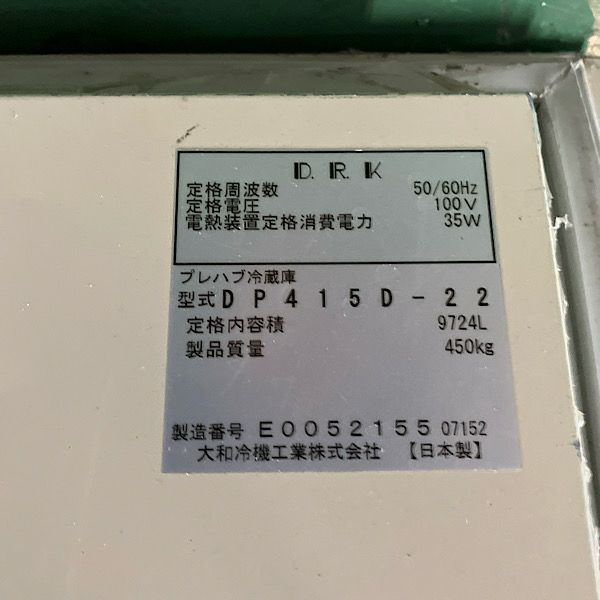 D. R. K
定格周波数 50/60Hz
定格電圧 100V
電熱装置定格消費電力 35W
プレハブ冷蔵庫
型式 DP415D-22
定格内容積 9724L
製品質量 450kg
製造番号 E0052155 07152
大和冷機工業株式会社 【日本製】